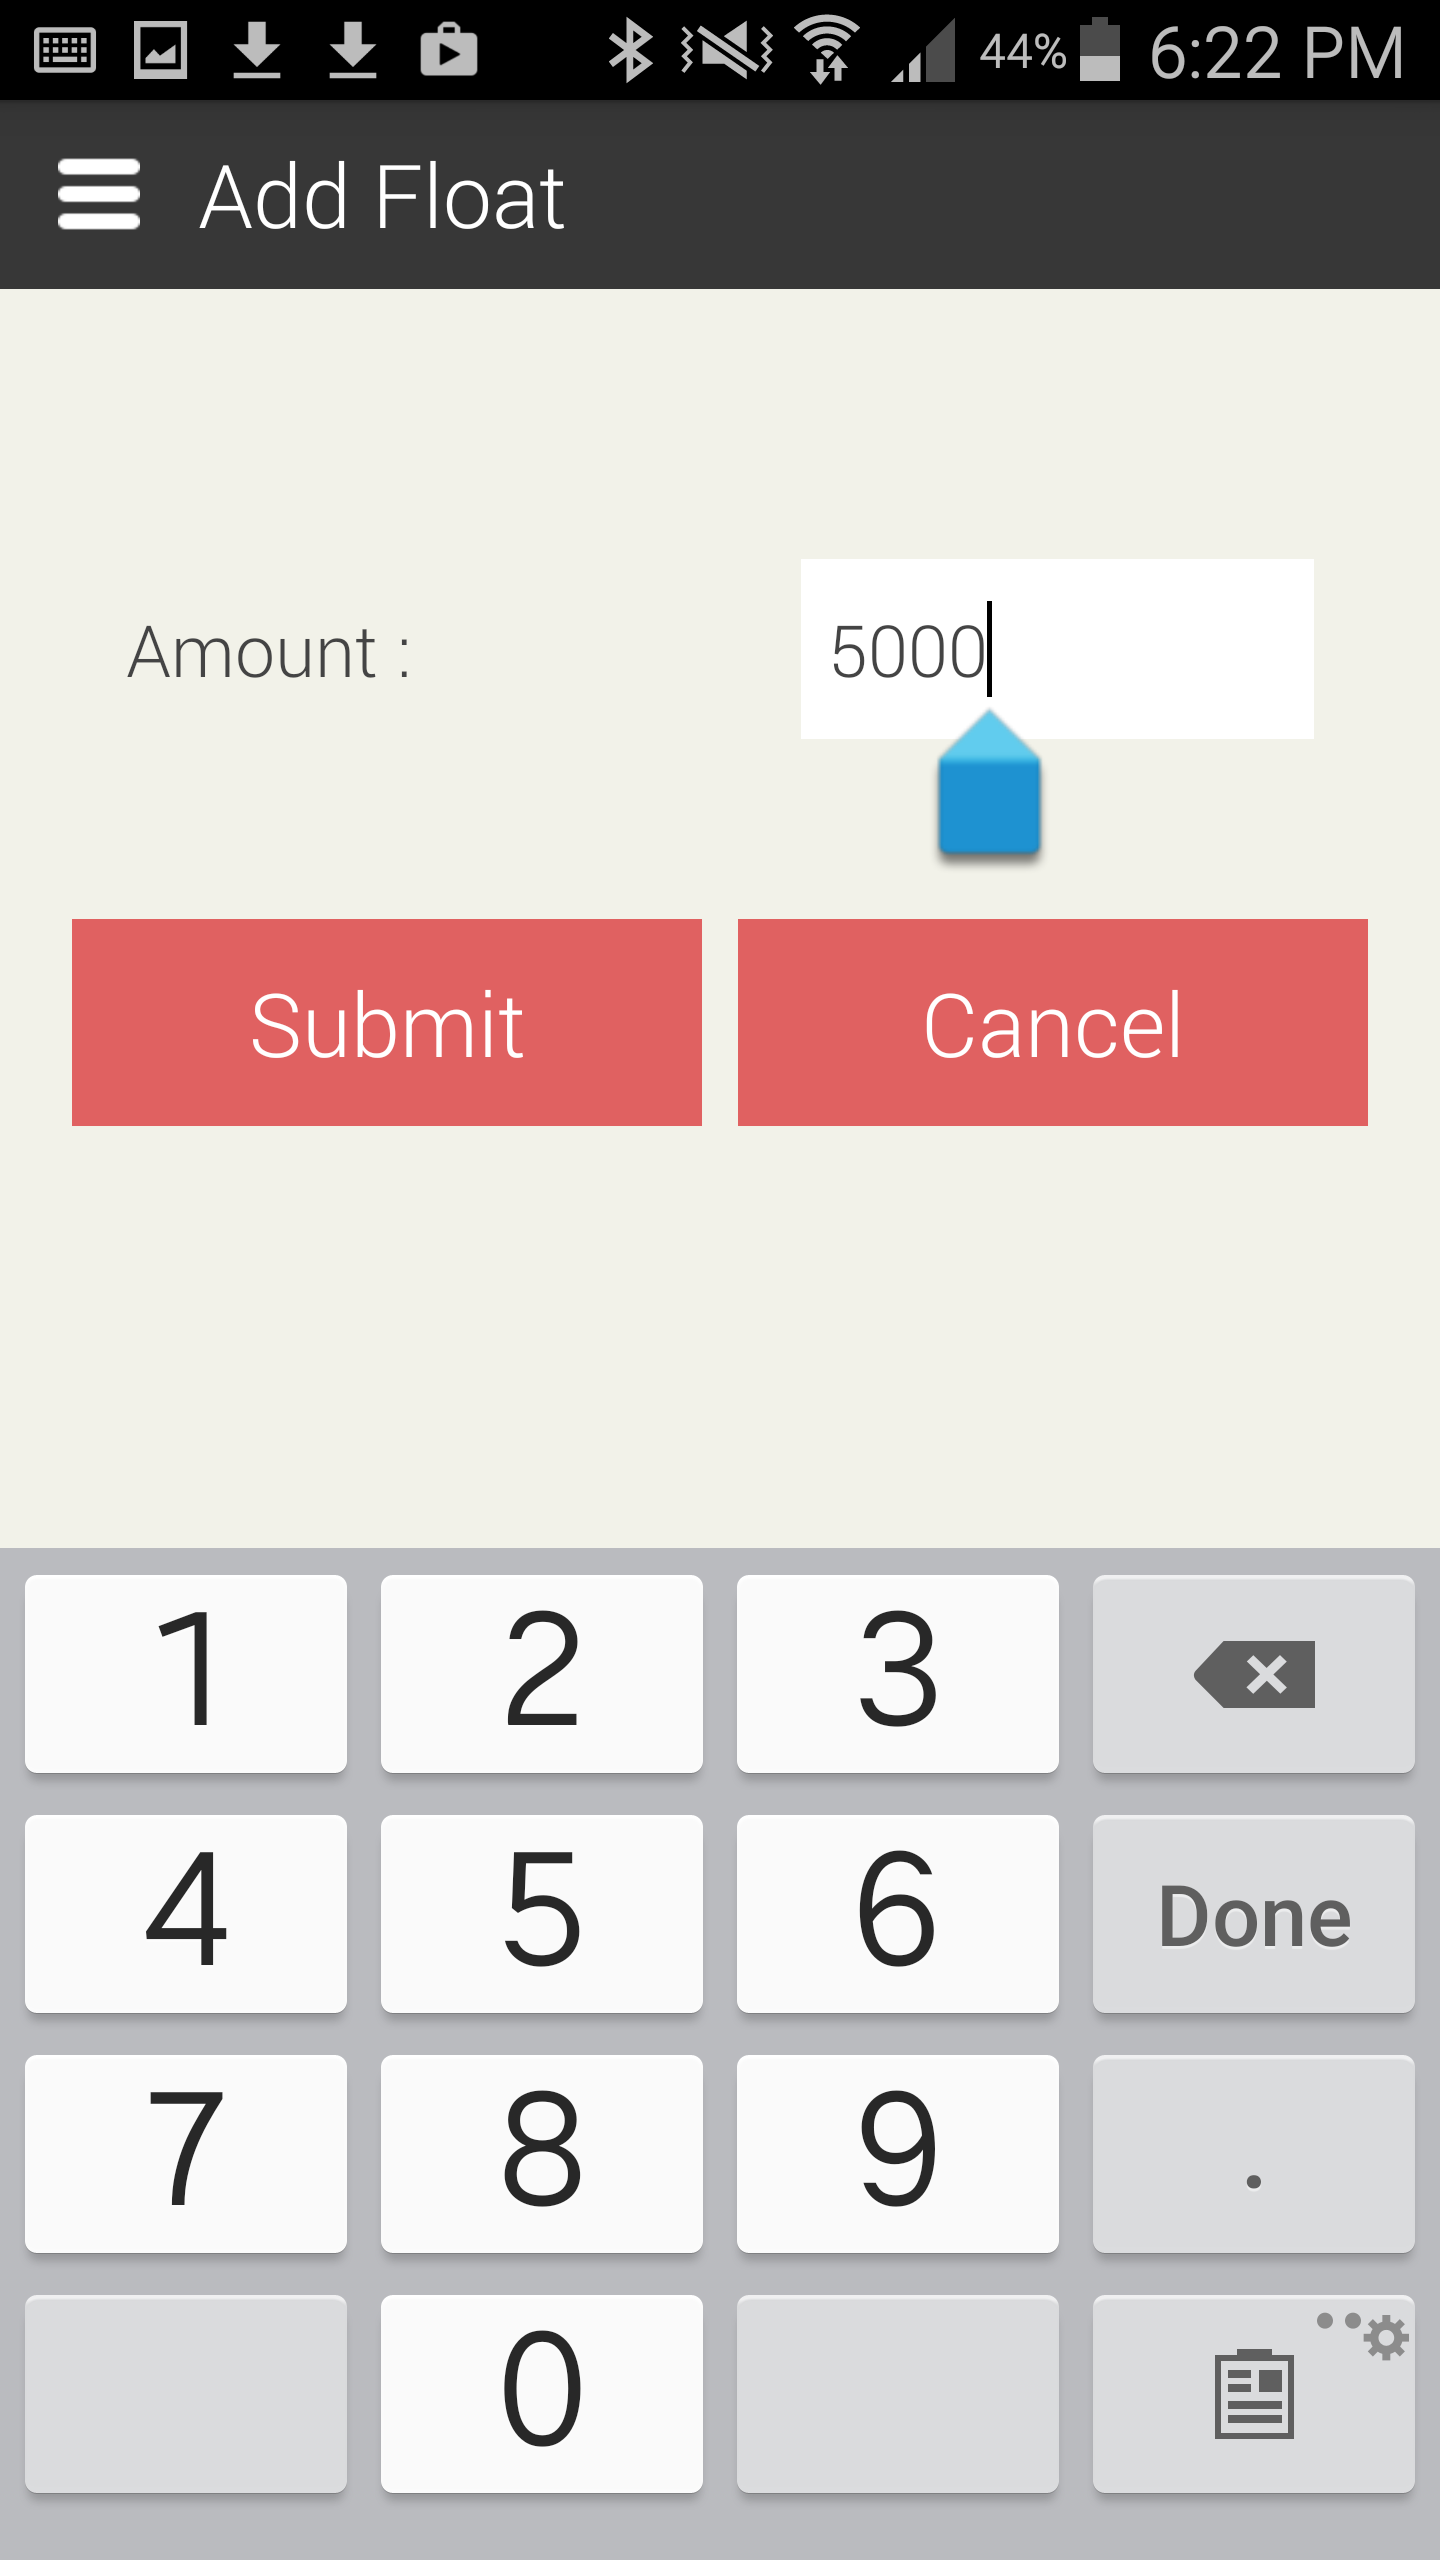 44% 6:22 PM
Add Float
Amount : 5000
Submit Cancel
1 2 3
4 5 6 Done
7 8 9 .
0